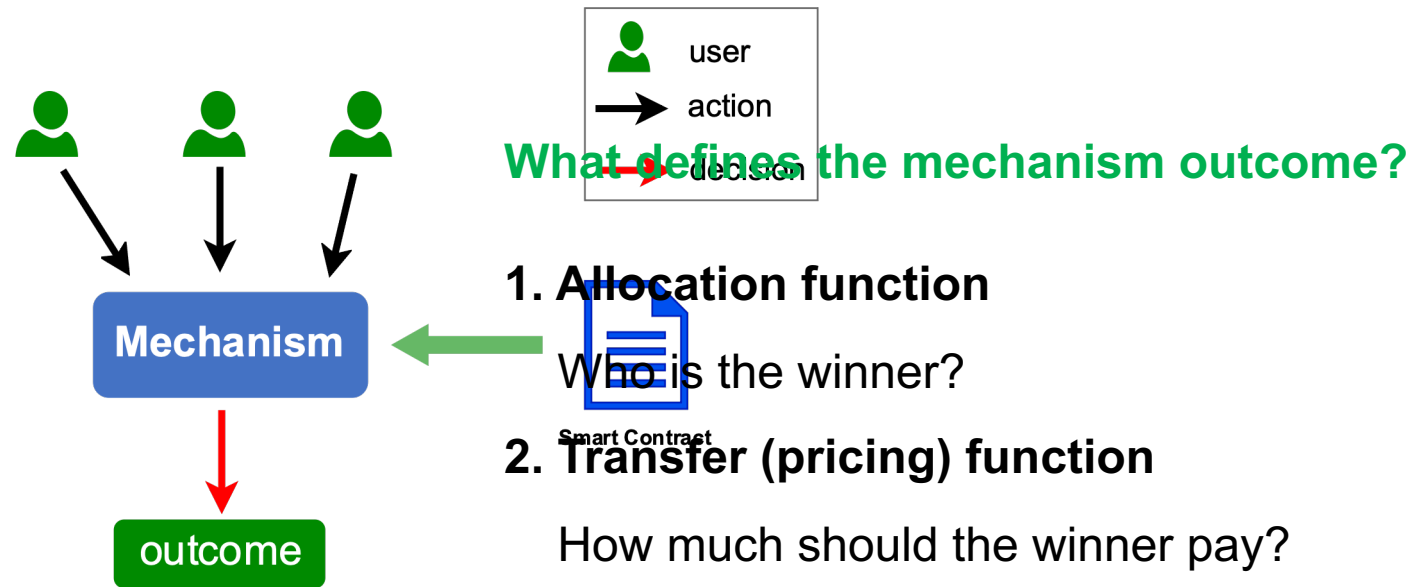 user
action
decision
What defines the mechanism outcome?
1. Allocation function
Mechanism
Who is the winner?
Smart Contract
2. Transfer (pricing) function
outcome
How much should the winner pay?